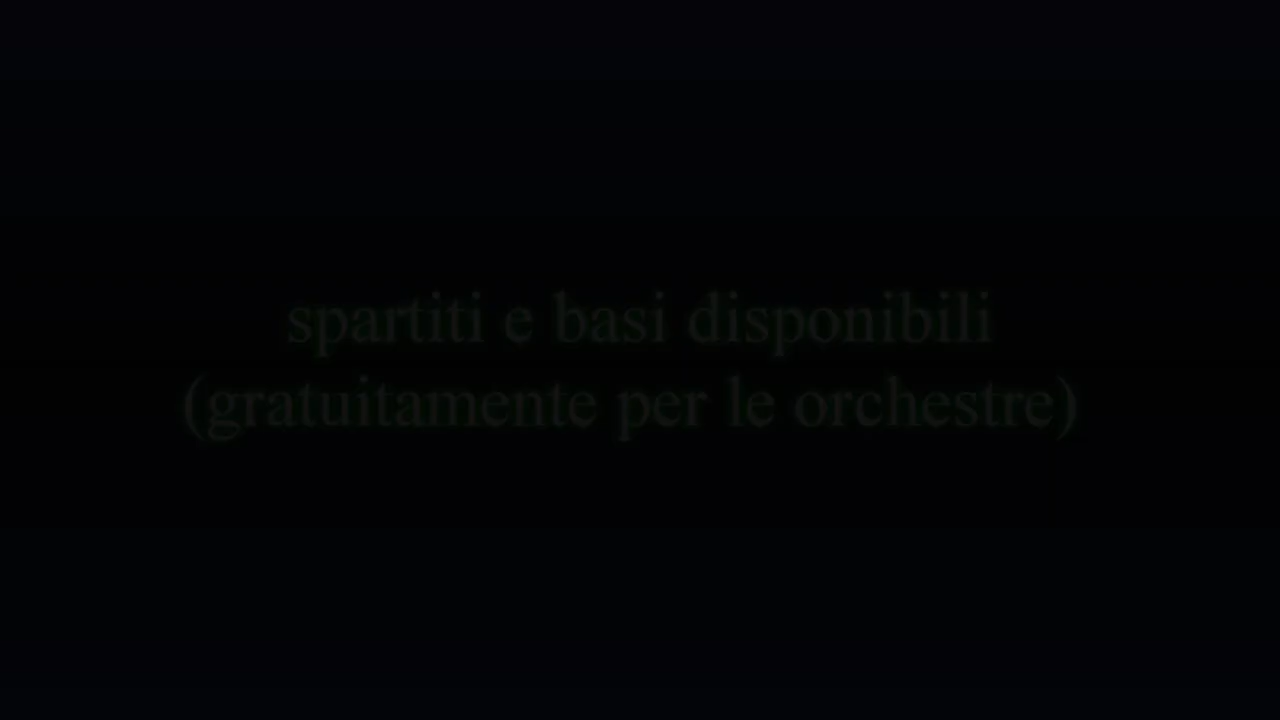 spartiti e basi disponibili
(gratuitamente per le orchestre)